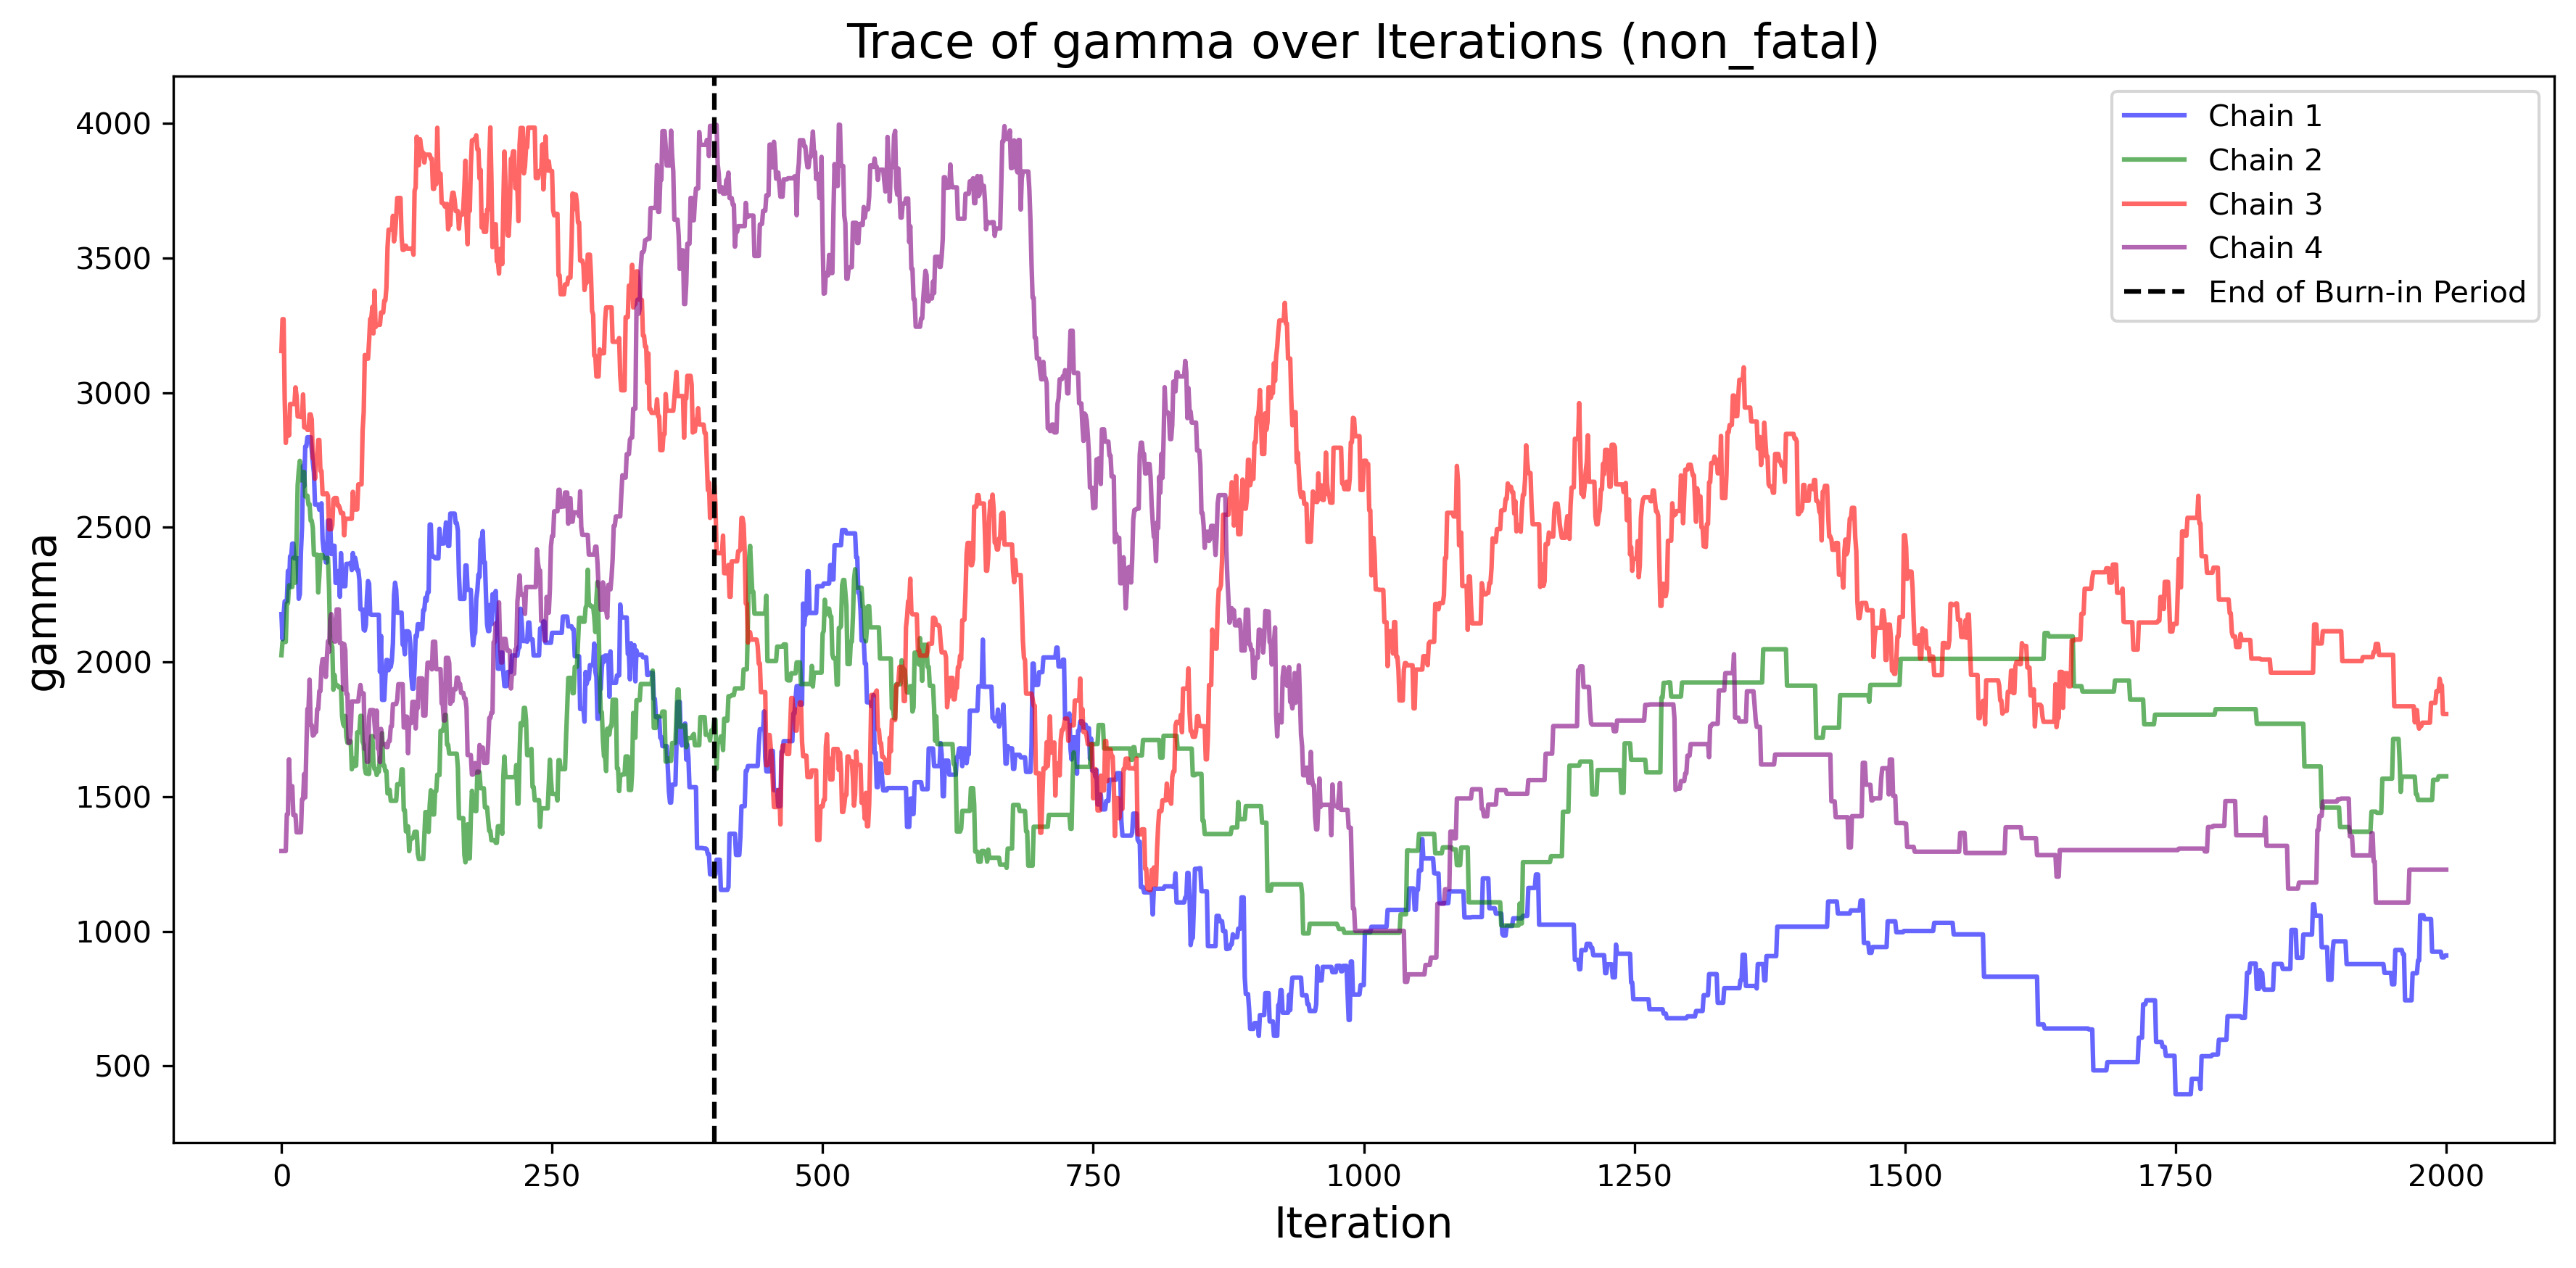 Trace of gamma over Iterations (non_fatal)
Chain 1
Chain 2
Chain 3
Chain 4
End of Burn-in Period
gamma
4000
3500
3000
2500
2000
1500
1000
500
0 250 500 750 1000 1250 1500 1750 2000
Iteration